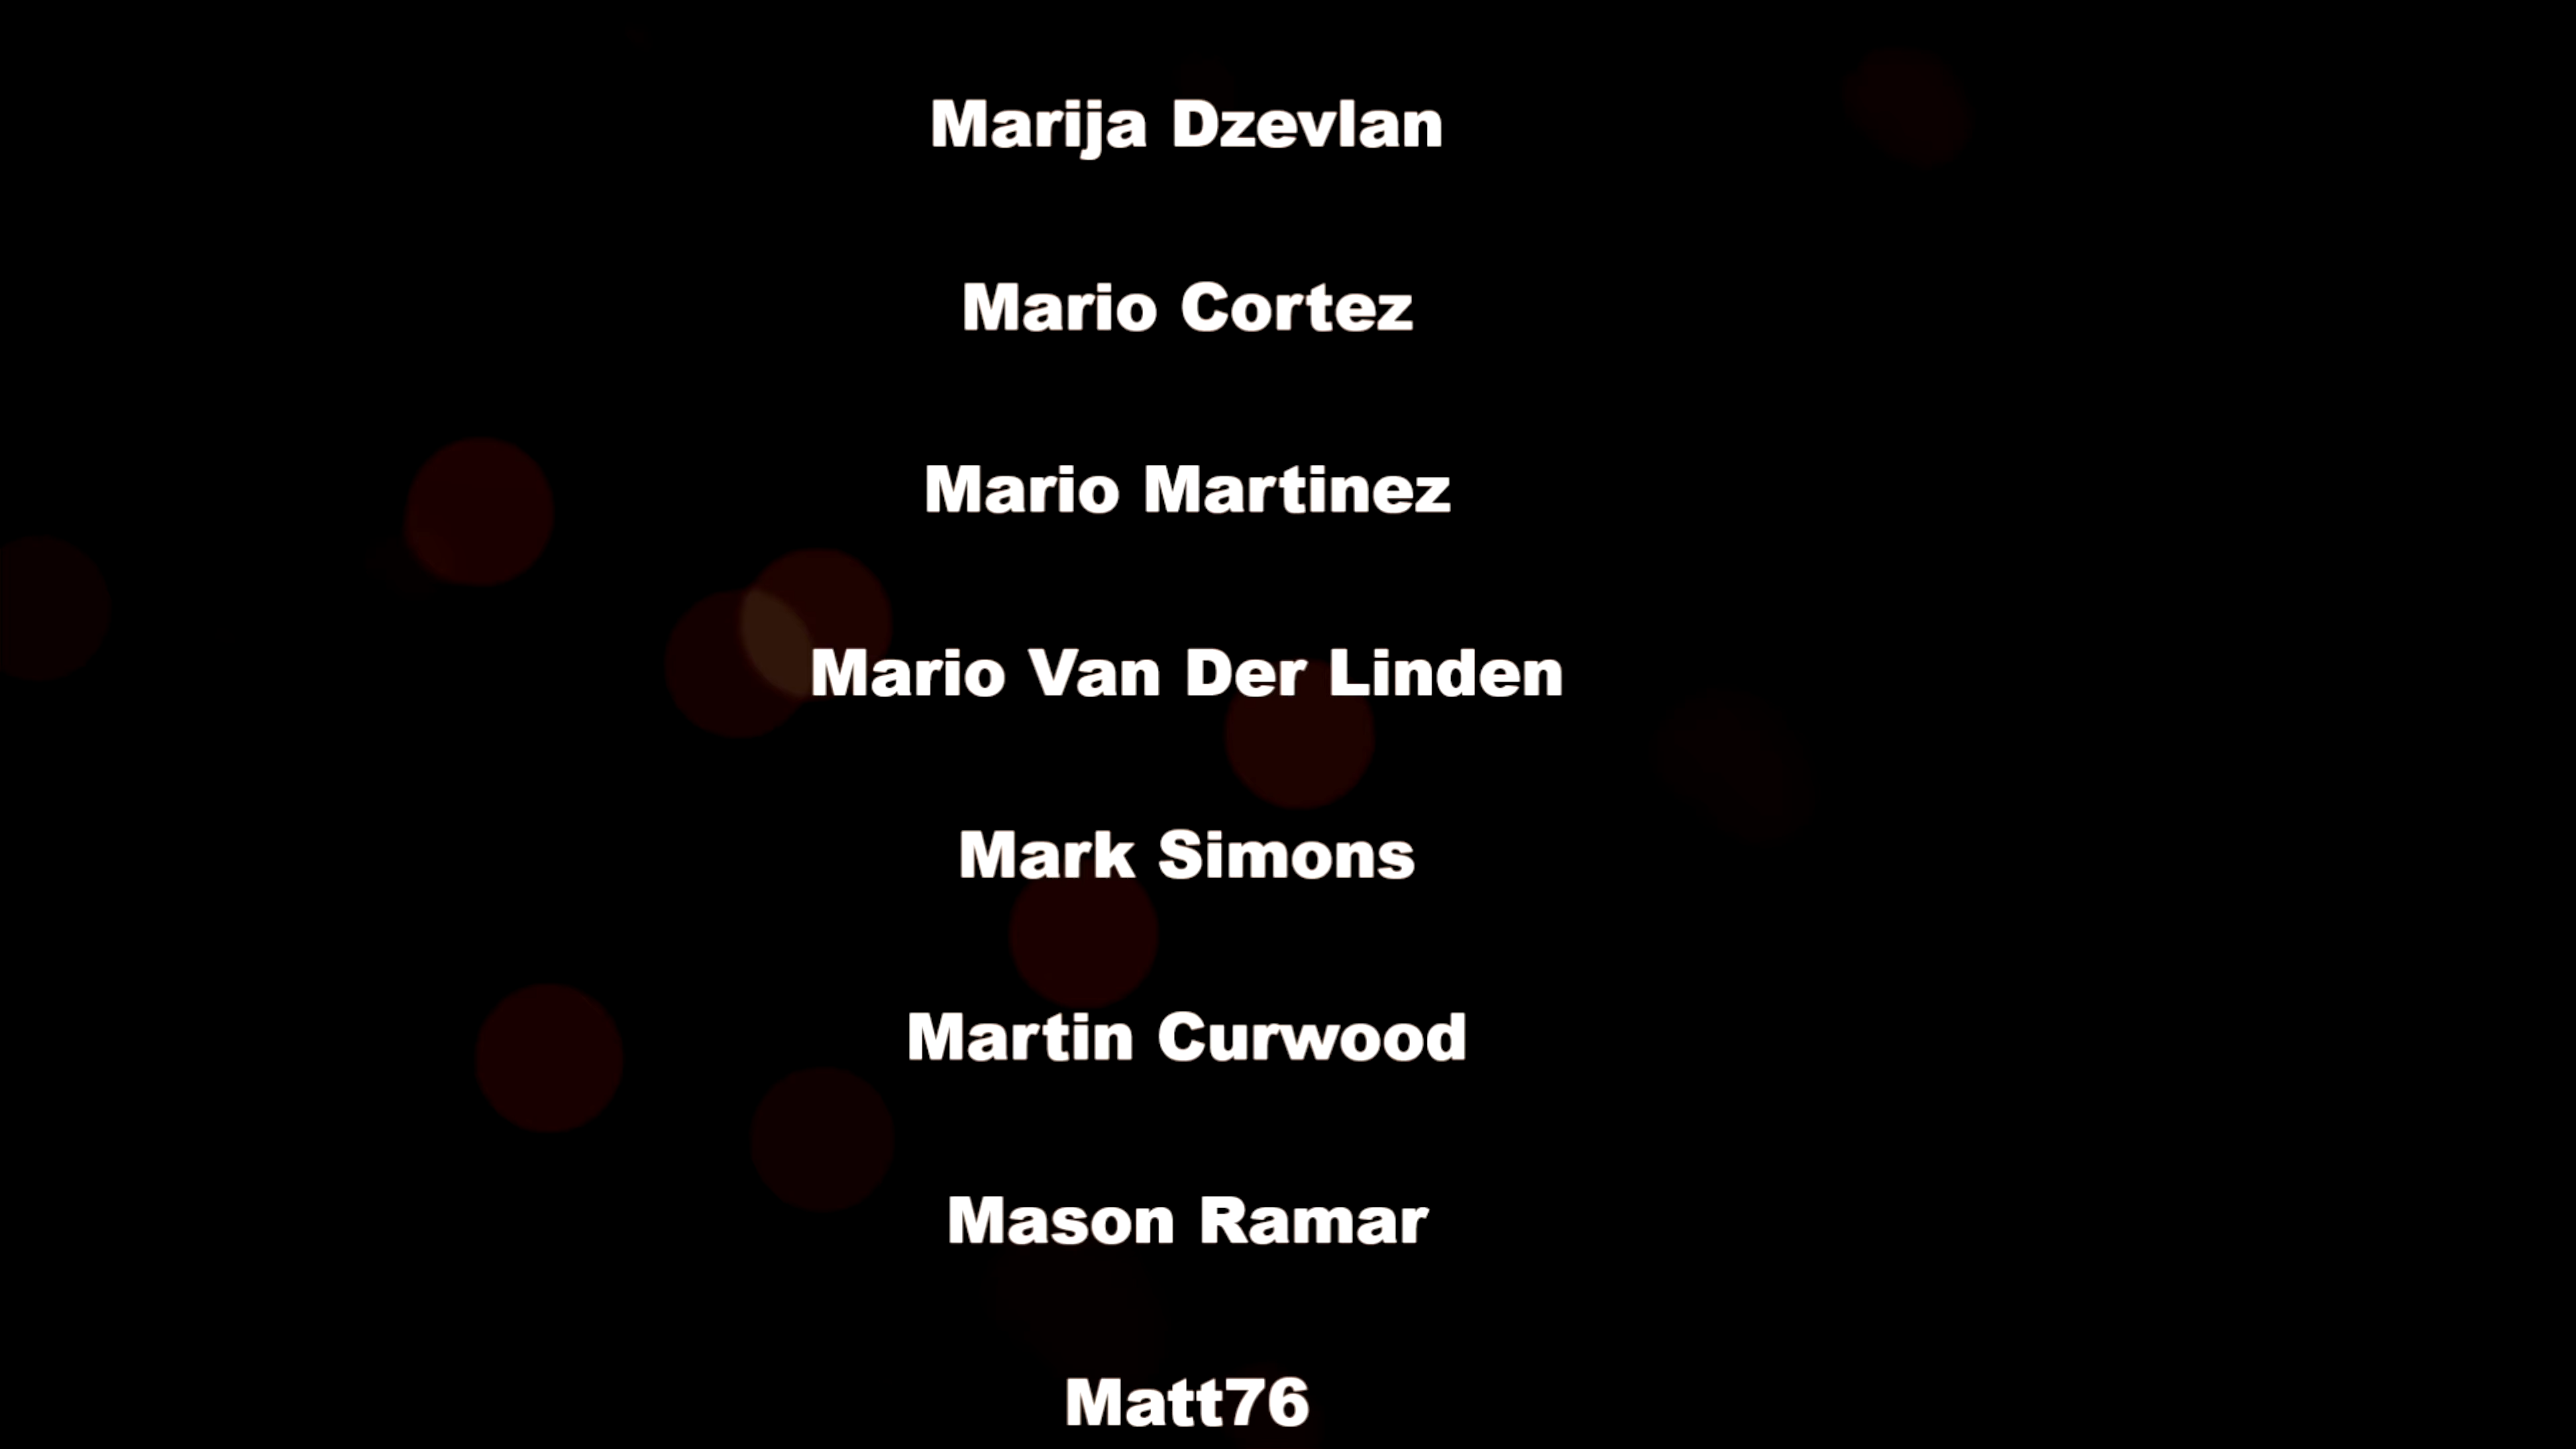 Marija Dzevlan
Mario Cortez
Mario Martinez
Mario Van Der Linden
Mark Simons
Martin Curwood
Mason Ramar
Matt76